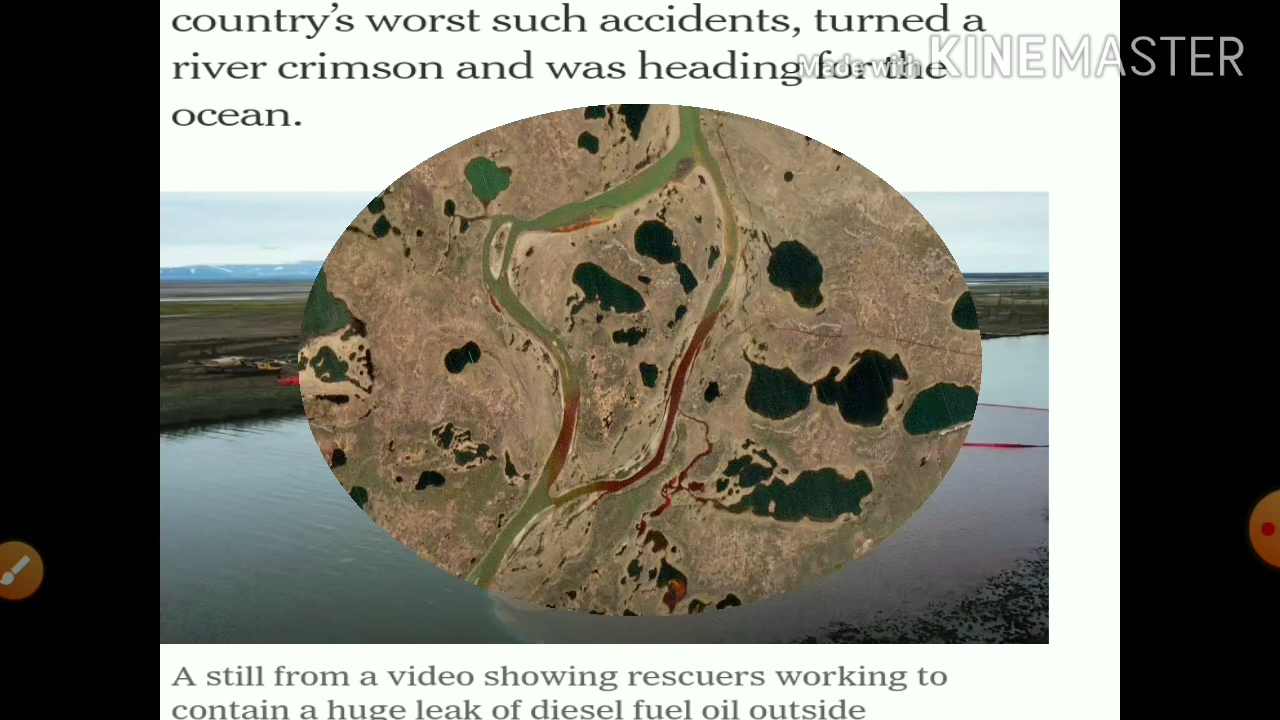 country’s worst such accidents, turned a
river crimson and was heading for the
Made with KINEMASTER
ocean.
A still from a video showing rescuers working to
contain a huge leak of diesel fuel oil outside